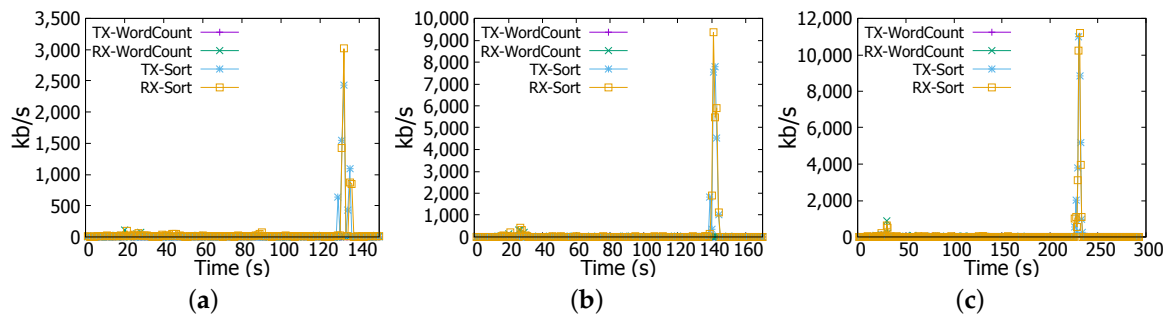 3,500
3,000
2,500
2,000
1,500
1,000
500
0
kb/s
TX-WordCount
RX-WordCount
TX-Sort
RX-Sort
0 20 40 60 80 100 120 140
Time (s)
(a)
10,000
9,000
8,000
7,000
6,000
5,000
4,000
3,000
2,000
1,000
0
kb/s
TX-WordCount
RX-WordCount
TX-Sort
RX-Sort
0 20 40 60 80 100 120 140 160
Time (s)
(b)
12,000
10,000
8,000
6,000
4,000
2,000
0
kb/s
TX-WordCount
RX-WordCount
TX-Sort
RX-Sort
0 50 100 150 200 250 300
Time (s)
(c)